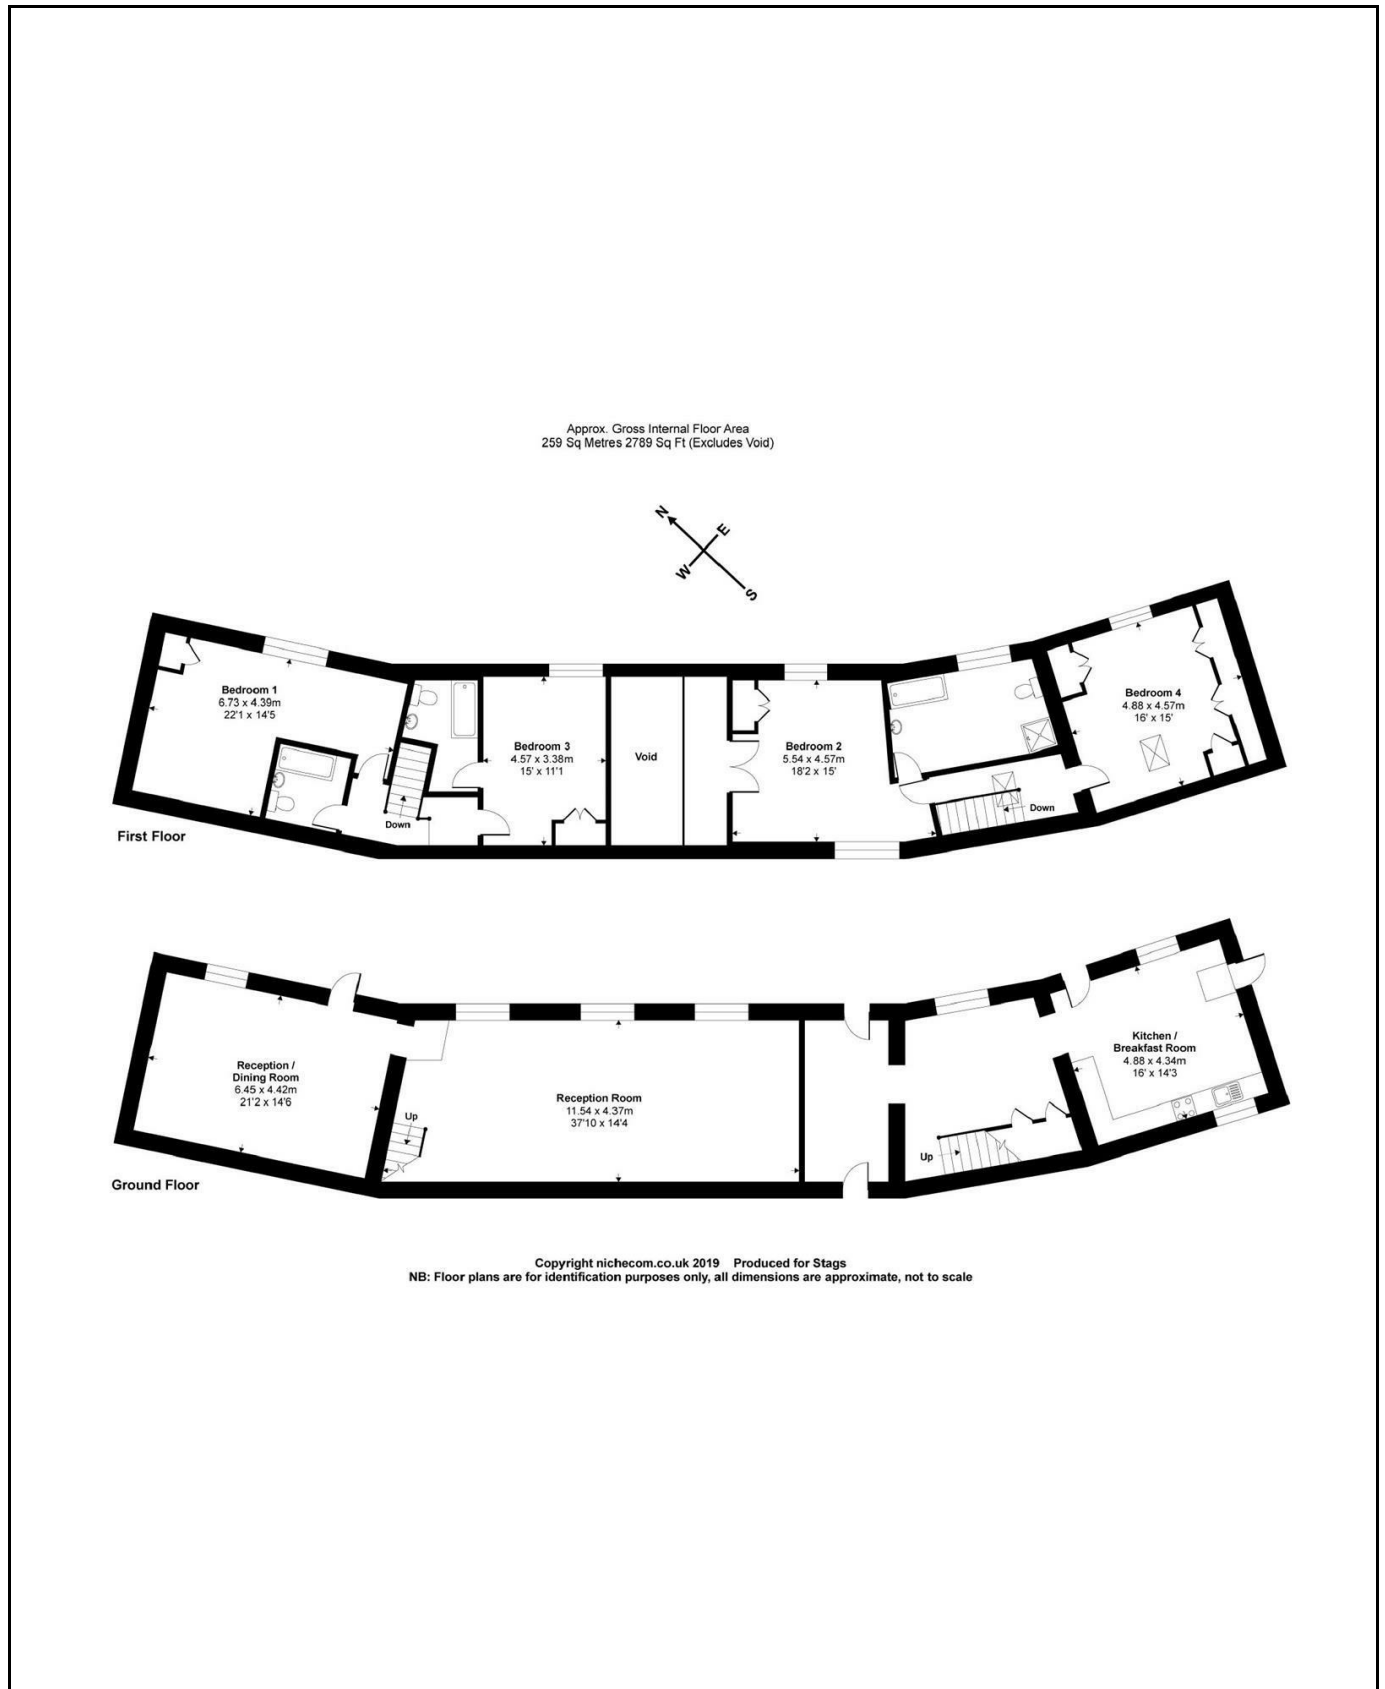 Approx. Gross Internal Floor Area
259 Sq Metres 2789 Sq Ft (Excludes Void)
N
E
W
S
Bedroom 1
6.73 x 4.39m
22'1 x 14'5
Down
Bedroom 3
4.57 x 3.38m
15' x 11'1
Void
Bedroom 2
5.54 x 4.57m
18'2 x 15'
Down
Bedroom 4
4.88 x 4.57m
16' x 15'
First Floor
Reception /
Dining Room
6.45 x 4.42m
21'2 x 14'6
Up
Reception Room
11.54 x 4.37m
37'10 x 14'4
Up
Kitchen /
Breakfast Room
4.88 x 4.34m
16' x 14'3
Ground Floor
Copyright nichecom.co.uk 2019 Produced for Stags
NB: Floor plans are for identification purposes only, all dimensions are approximate, not to scale